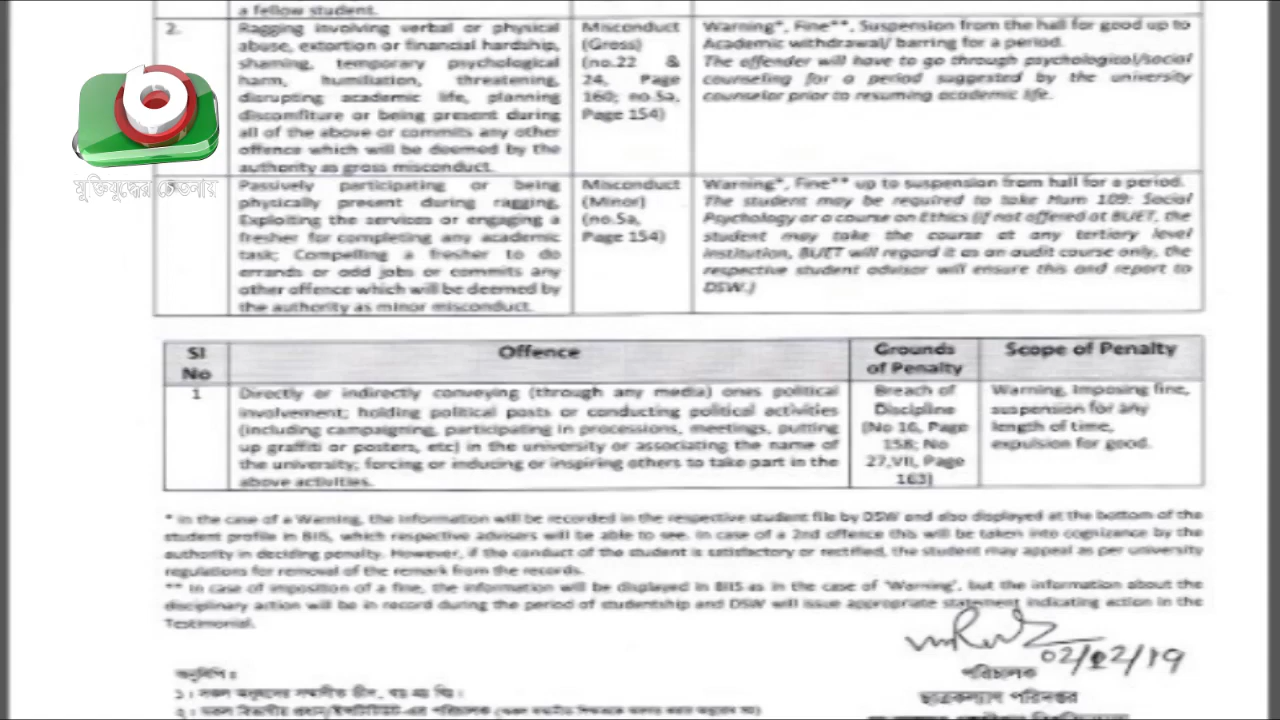 a fellow student.
2.
Ragging involving verbal or physical
abuse, extortion or financial hardship,
shaming, temporary psychological
harm, humiliation, threatening,
disrupting academic life, planning
discomfiture or being present during
all of the above or commits any other
offence which will be deemed by the
authority as gross misconduct.
Misconduct
(Gross)
(no.22 &
24, Page
160; no.5a,
Page 154)
Warning*, Fine**, Suspension from the hall for good up to
Academic withdrawal/ barring for a period.
The offender will have to go through psychological/social
counseling for a period suggested by the university
counselor prior to resuming academic life.
মুক্তিযুদ্ধের চেতনায়
Passively participating or being
physically present during ragging,
Exploiting the services or engaging a
fresher for completing any academic
task; Compelling a fresher to do
errands or odd jobs or commits any
other offence which will be deemed by
the authority as minor misconduct.
Misconduct
(Minor)
(no.5a,
Page 154)
Warning*, Fine** up to suspension from hall for a period.
The student may be required to take Hum 109: Social
Psychology or a course on Ethics (if not offered at BUET, the
student may take the course at any tertiary level
institution, BUET will regard it as an audit course only, the
respective student advisor will ensure this and report to
DSW.)
Sl No
Offence
Grounds of Penalty
Scope of Penalty
1
Directly or indirectly conveying (through any media) ones political
involvement; holding political posts or conducting political activities
(including campaigning, participating in processions, meetings, putting
up graffiti or posters, etc) in the university or associating the name of
the university; forcing or inducing or inspiring others to take part in the
above activities.
Breach of
Discipline
(No 16, Page
158; No
27,VII, Page
163)
Warning, Imposing fine,
suspension for any
length of time,
expulsion for good.
* In the case of a Warning, the information will be recorded in the respective student file by DSW and also displayed at the bottom of the
student profile in BIIS, which respective advisers will be able to see. In case of a 2nd offence this will be taken into cognizance by the
authority in deciding penalty. However, if the conduct of the student is satisfactory or rectified, the student may appeal as per university
regulations for removal of the remark from the records.
** In case of imposition of a fine, the information will be displayed in BIIS as in the case of 'Warning', but the information about the
disciplinary action will be in record during the period of studentship and DSW will issue appropriate statement indicating action in the
Testimonial.
02/12/19
পরিচালক
ছাত্রকল্যাণ পরিদপ্তর
অনুলিপি ঃ
১। সকল অনুষদের সম্মানীত ডীন,
২। সকল বিভাগীয় প্রধান/ইনস্টিটিউট-এর পরিচালক